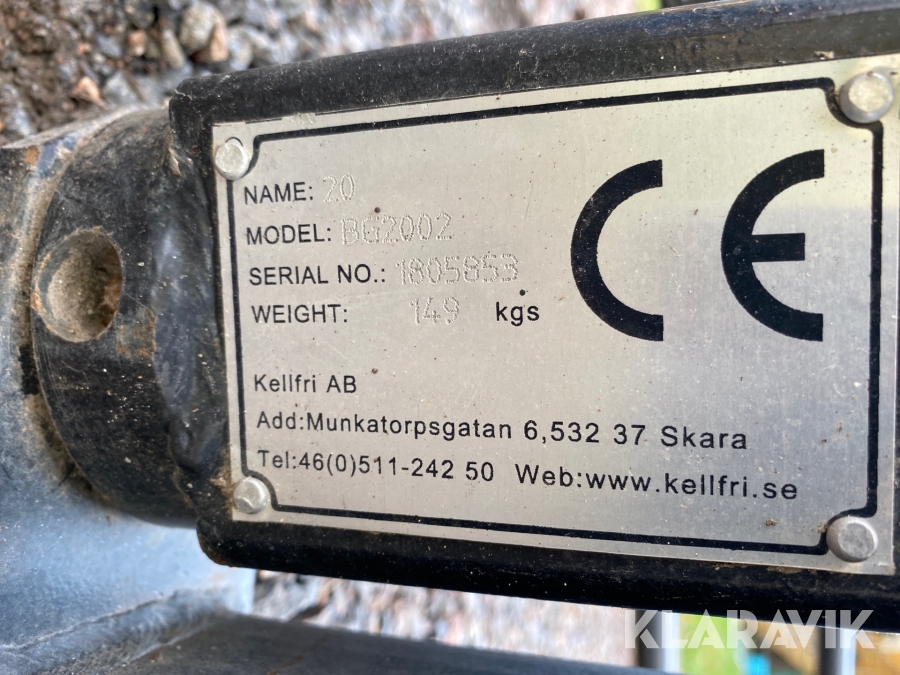 NAME: 20
MODEL: BG2002
SERIAL NO.: 1805853
WEIGHT: 149 kgs
CE
Kellfri AB
Add:Munkatorpsgatan 6,532 37 Skara
Tel:46(0)511-242 50 Web:www.kellfri.se
KLARAVIK